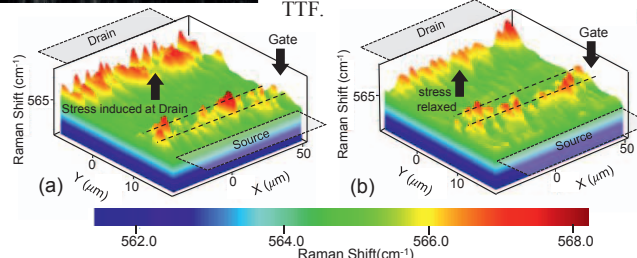 TTF.
Drain
Gate
Stress induced at Drain
Source
565
Raman Shift (cm⁻¹)
Y (μm)
0
10
X (μm)
0
50
(a)
Drain
Gate
stress
relaxed
Source
565
Raman Shift (cm⁻¹)
Y (μm)
0
10
X (μm)
0
50
(b)
562.0 564.0 566.0 568.0
Raman Shift(cm⁻¹)